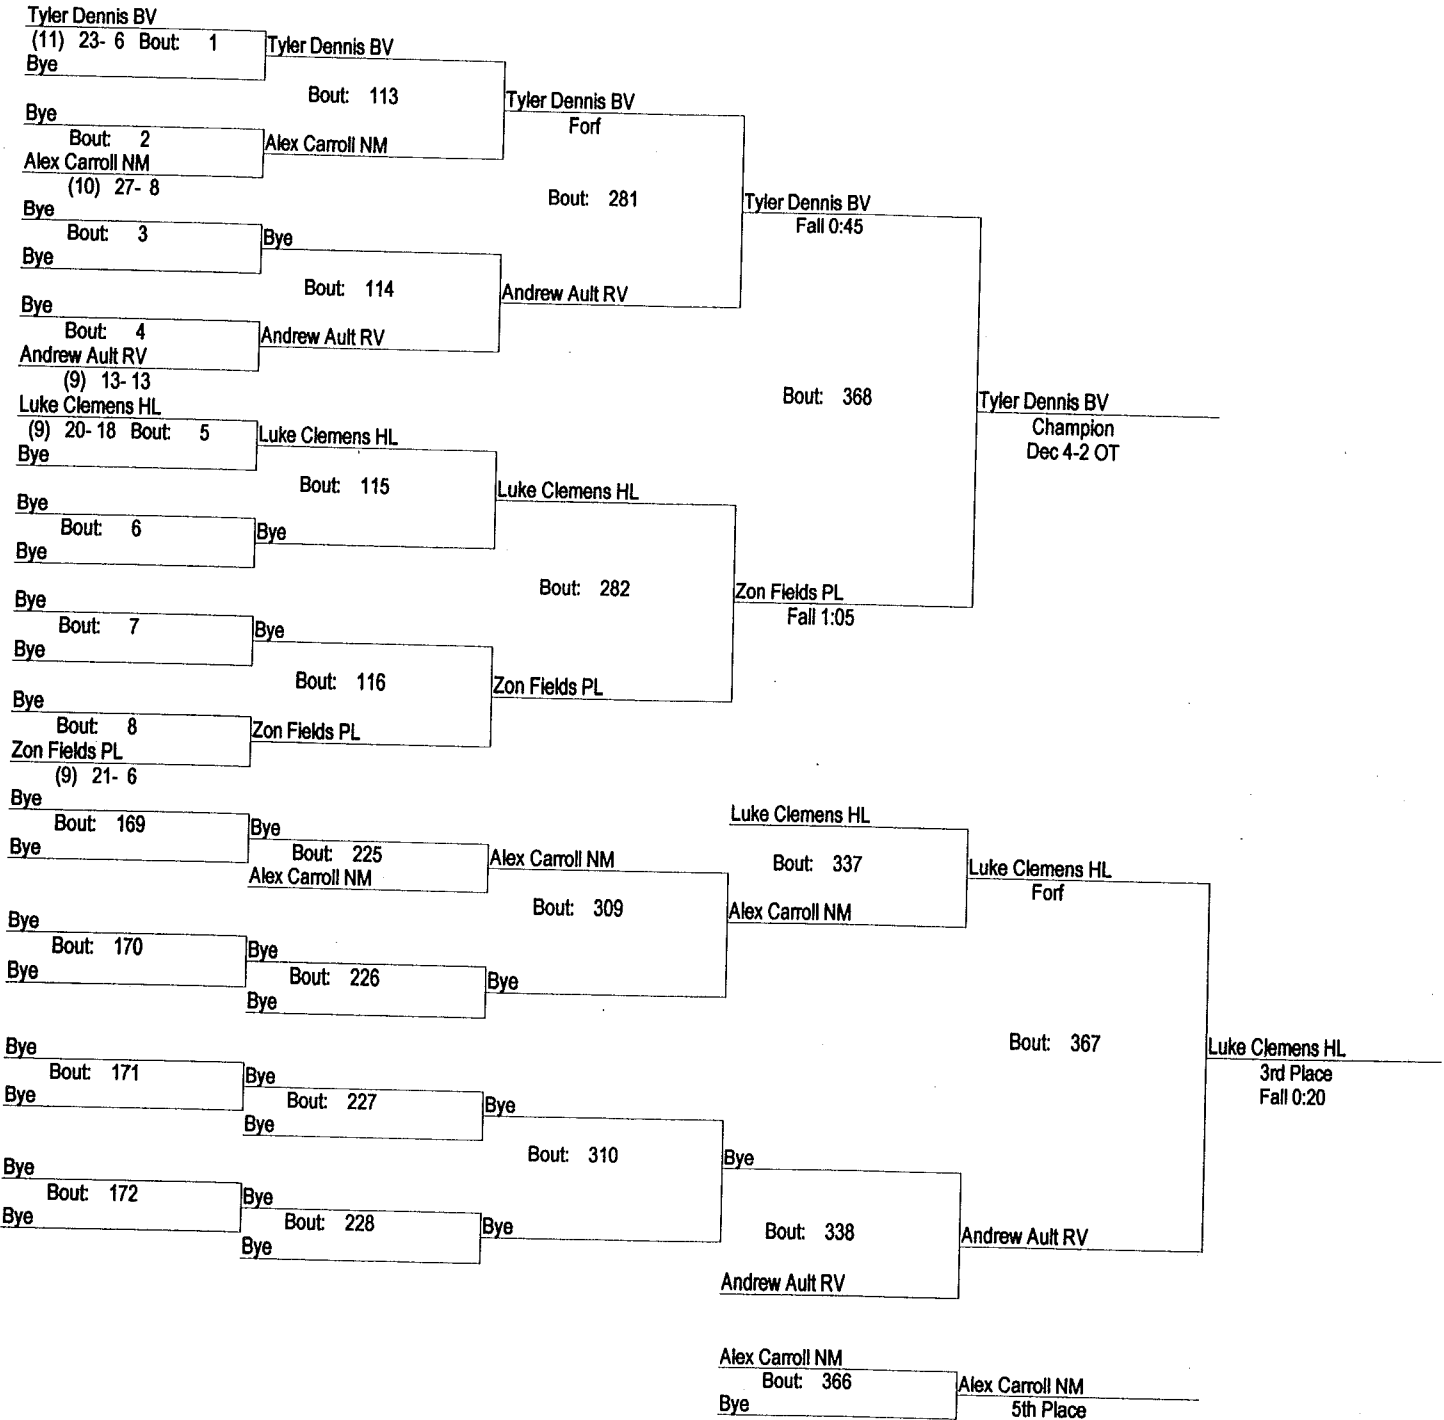 Tyler Dennis BV
(11) 23- 6 Bout: 1
Bye
Tyler Dennis BV
Bout: 113
Bye
Bout: 2
Alex Carroll NM
(10) 27- 8
Alex Carroll NM
Tyler Dennis BV
Forf
Bout: 281
Bye
Bout: 3
Bye
Bye
Bout: 114
Bye
Bout: 4
Andrew Ault RV
(9) 13- 13
Andrew Ault RV
Andrew Ault RV
Tyler Dennis BV
Fall 0:45
Bout: 368
Tyler Dennis BV
Champion
Dec 4-2 OT
Luke Clemens HL
(9) 20- 18 Bout: 5
Bye
Luke Clemens HL
Bout: 115
Bye
Bout: 6
Bye
Bye
Luke Clemens HL
Bout: 282
Bye
Bout: 7
Bye
Bye
Bout: 116
Bye
Bout: 8
Zon Fields PL
(9) 21- 6
Zon Fields PL
Zon Fields PL
Zon Fields PL
Fall 1:05
Bye
Bout: 169
Bye
Bye
Bout: 225
Alex Carroll NM
Alex Carroll NM
Bout: 309
Bye
Bout: 170
Bye
Bye
Bout: 226
Bye
Bye
Luke Clemens HL
Bout: 337
Alex Carroll NM
Luke Clemens HL
Forf
Bout: 367
Luke Clemens HL
3rd Place
Fall 0:20
Bye
Bout: 171
Bye
Bye
Bout: 227
Bye
Bye
Bout: 310
Bye
Bout: 172
Bye
Bye
Bout: 228
Bye
Bye
Bye
Bout: 338
Andrew Ault RV
Andrew Ault RV
Alex Carroll NM
Bout: 366
Bye
Alex Carroll NM
5th Place